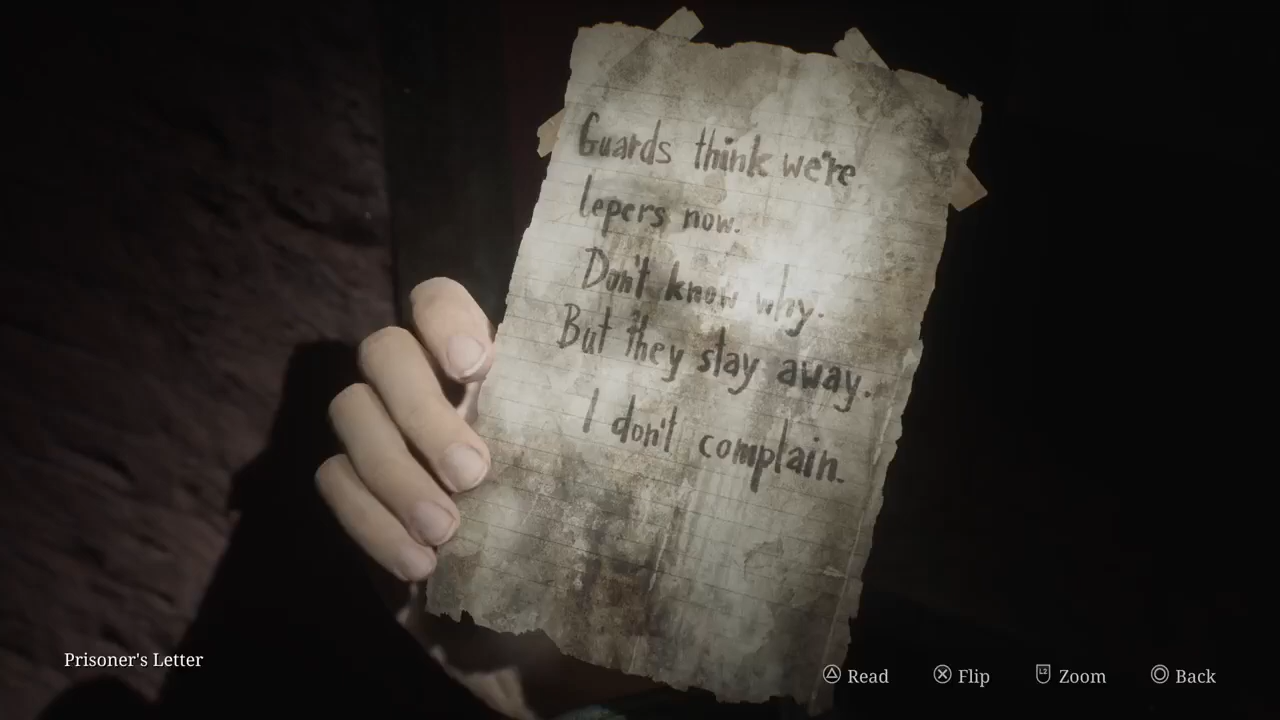 Guards think we're
lepers now.
Don't know why.
But they stay away.
I don't complain.
Prisoner's Letter
Read
Flip
L2
Zoom
Back